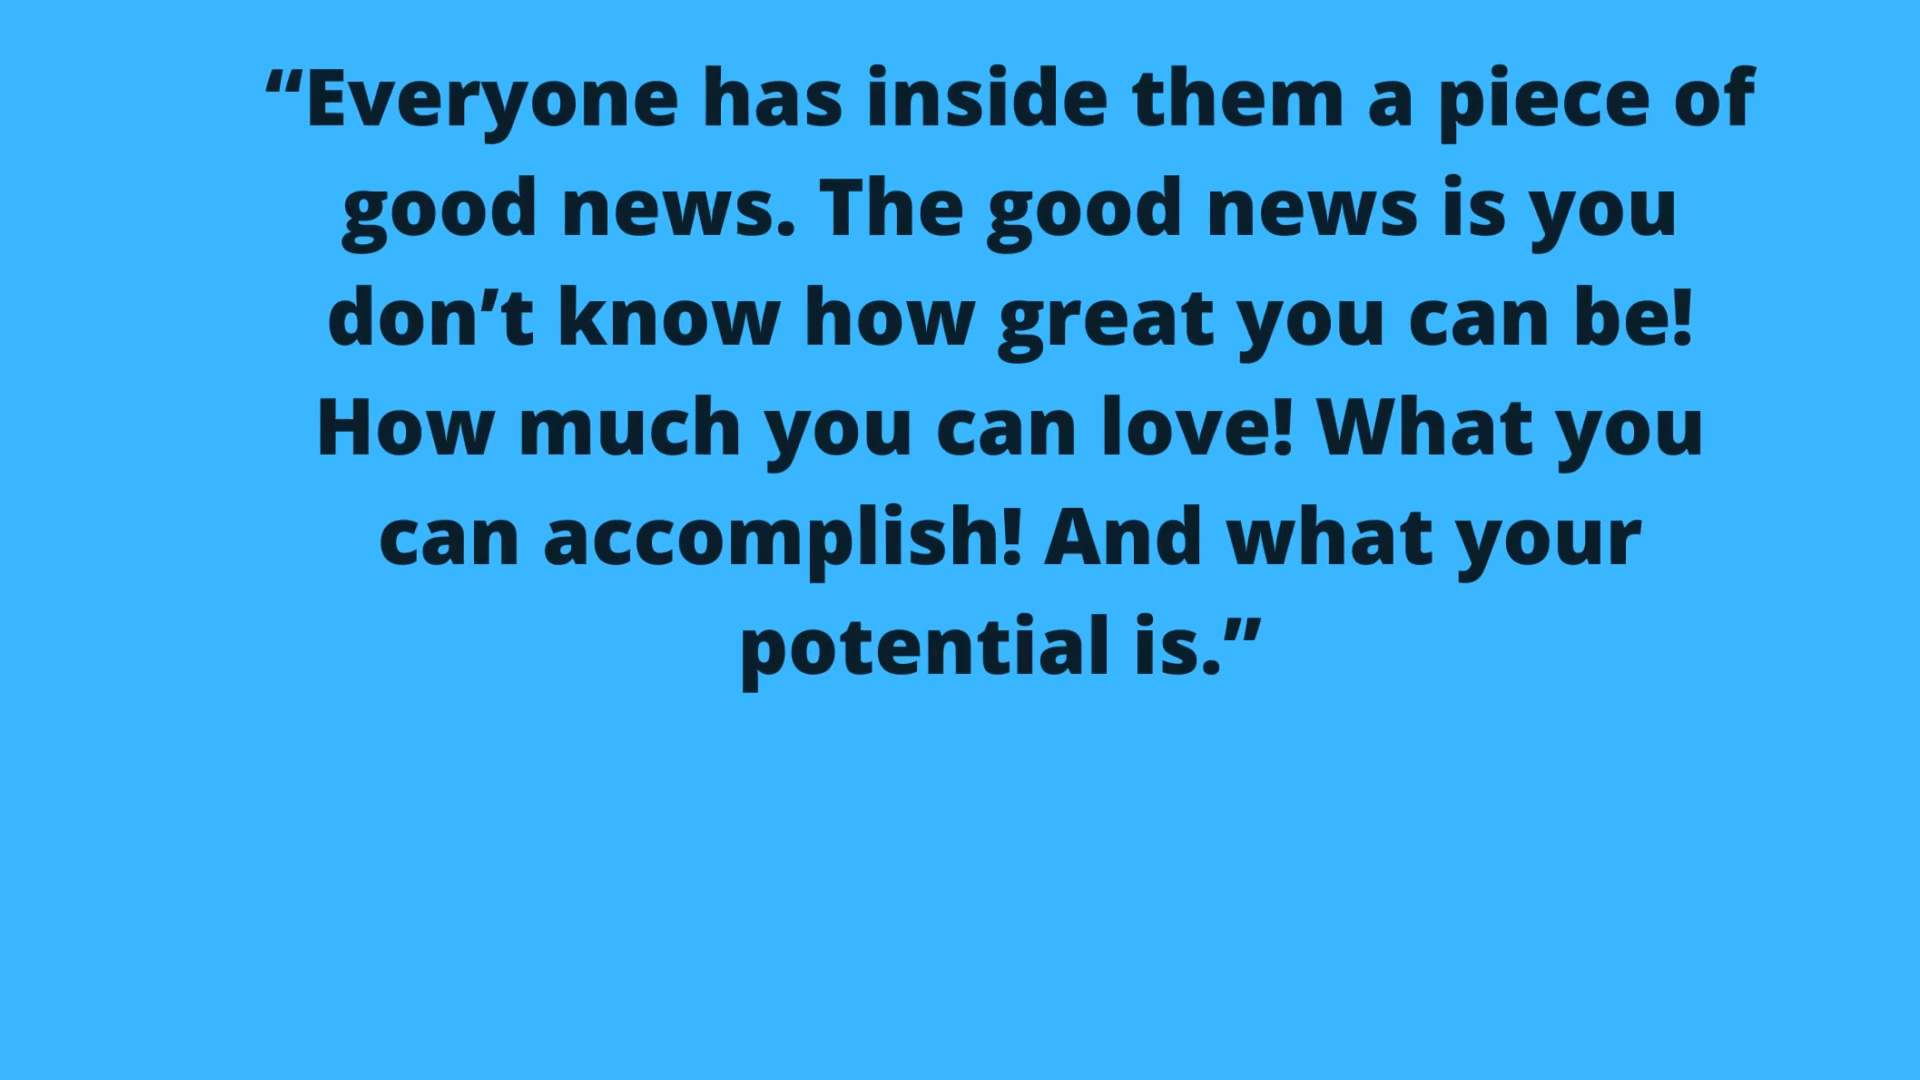 “Everyone has inside them a piece of
good news. The good news is you
don’t know how great you can be!
How much you can love! What you
can accomplish! And what your
potential is.”